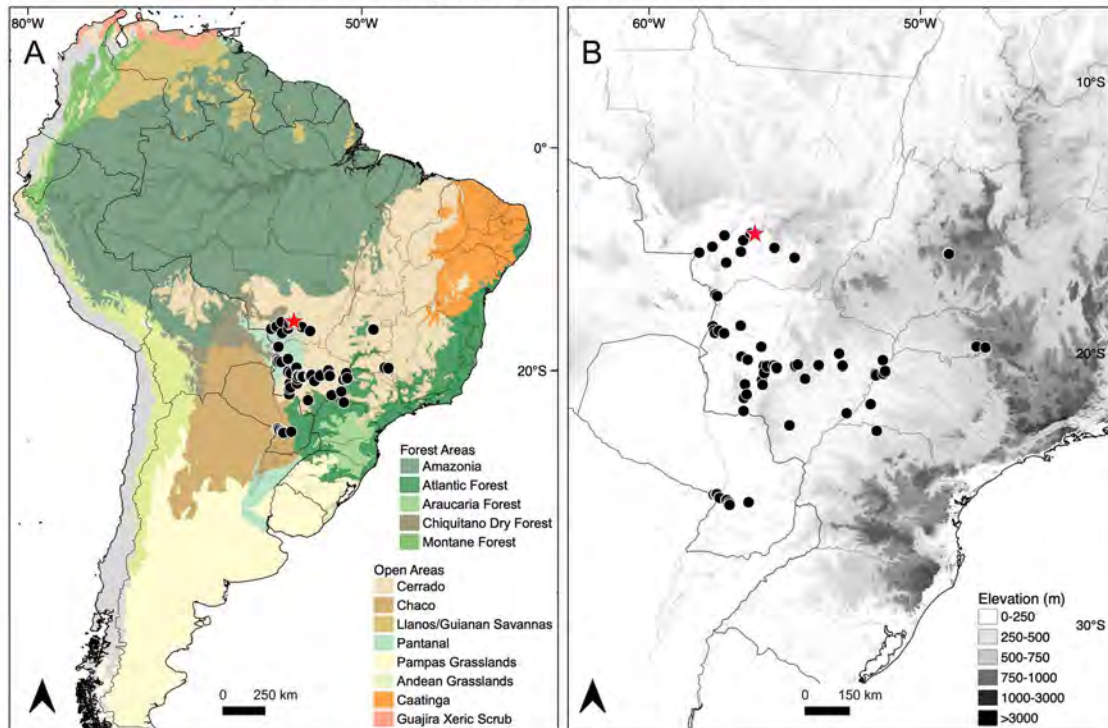 80°W
50°W
A
0°
20°S
Forest Areas
Amazonia
Atlantic Forest
Araucaria Forest
Chiquitano Dry Forest
Montane Forest
Open Areas
Cerrado
Chaco
Llanos/Guianan Savannas
Pantanal
Pampas Grasslands
Andean Grasslands
Caatinga
Guajira Xeric Scrub
0 250 km
60°W
50°W
B
10°S
20°S
30°S
Elevation (m)
0-250
250-500
500-750
750-1000
1000-3000
>3000
0 150 km